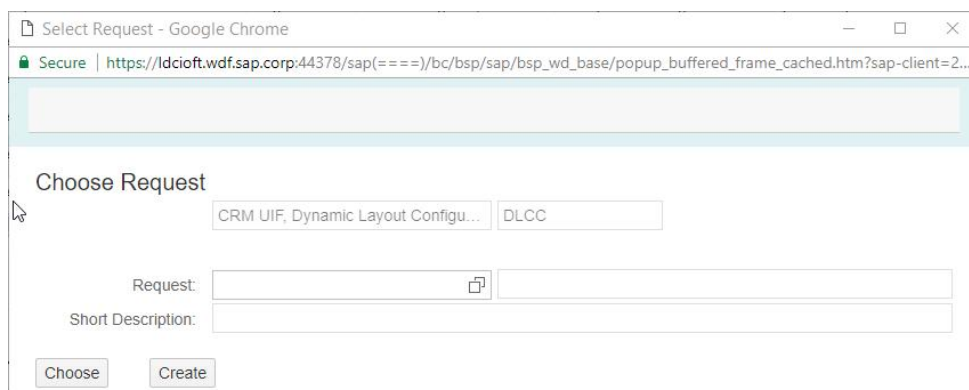 Select Request - Google Chrome
Secure | https://ldcioft.wdf.sap.corp:44378/sap(====)/bc/bsp/sap/bsp_wd_base/popup_buffered_frame_cached.htm?sap-client=2...
Choose Request
CRM UIF, Dynamic Layout Configu... DLCC
Request:
Short Description:
Choose Create